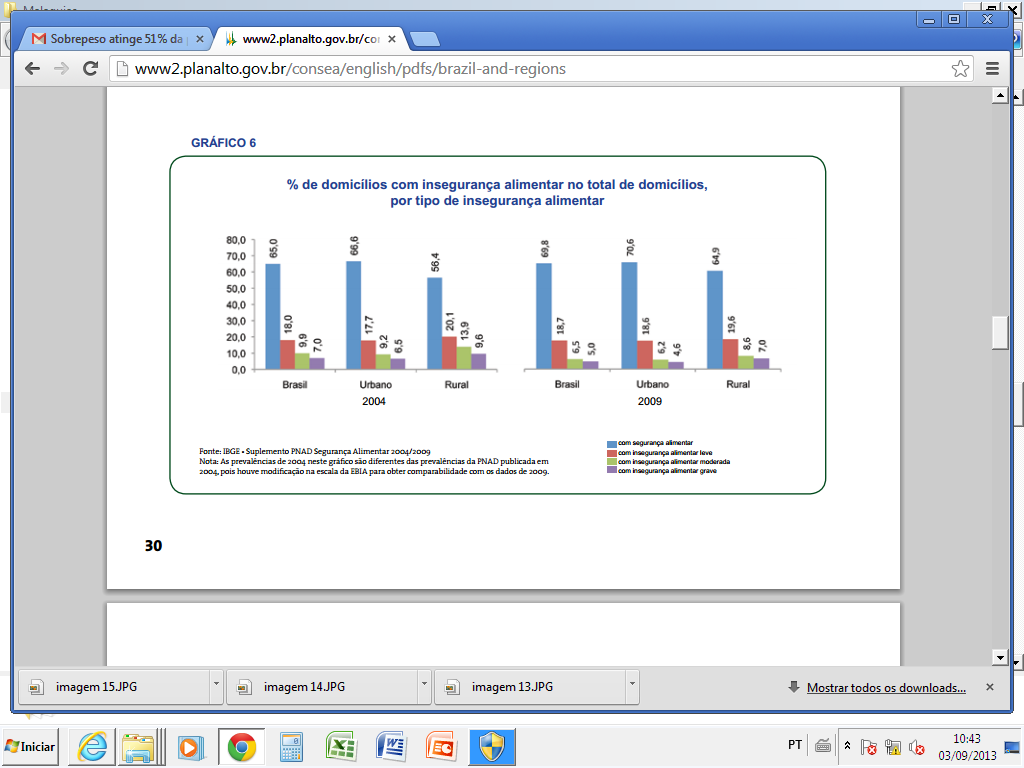 Sobrepeso atinge 51% da
www2.planalto.gov.br/co
www2.planalto.gov.br/consea/english/pdfs/brazil-and-regions
GRÁFICO 6
% de domicílios com insegurança alimentar no total de domicílios,
por tipo de insegurança alimentar
80,0
70,0
60,0
50,0
40,0
30,0
20,0
10,0
0,0
65,0
18,0
9,9
7,0
66,6
17,7
9,2
6,5
56,4
20,1
13,9
9,6
69,8
18,7
6,5
5,0
70,6
18,6
6,2
4,6
64,9
19,6
8,6
7,0
Brasil Urbano Rural Brasil Urbano Rural
2004 2009
com segurança alimentar
com insegurança alimentar leve
com insegurança alimentar moderada
com insegurança alimentar grave
Fonte: IBGE • Suplemento PNAD Segurança Alimentar 2004/2009
Nota: As prevalências de 2004 neste gráfico são diferentes das prevalências da PNAD publicada em
2004, pois houve modificação na escala da EBIA para obter comparabilidade com os dados de 2009.
30
imagem 15.JPG imagem 14.JPG imagem 13.JPG Mostrar todos os downloads...
Iniciar PT 10:43
03/09/2013